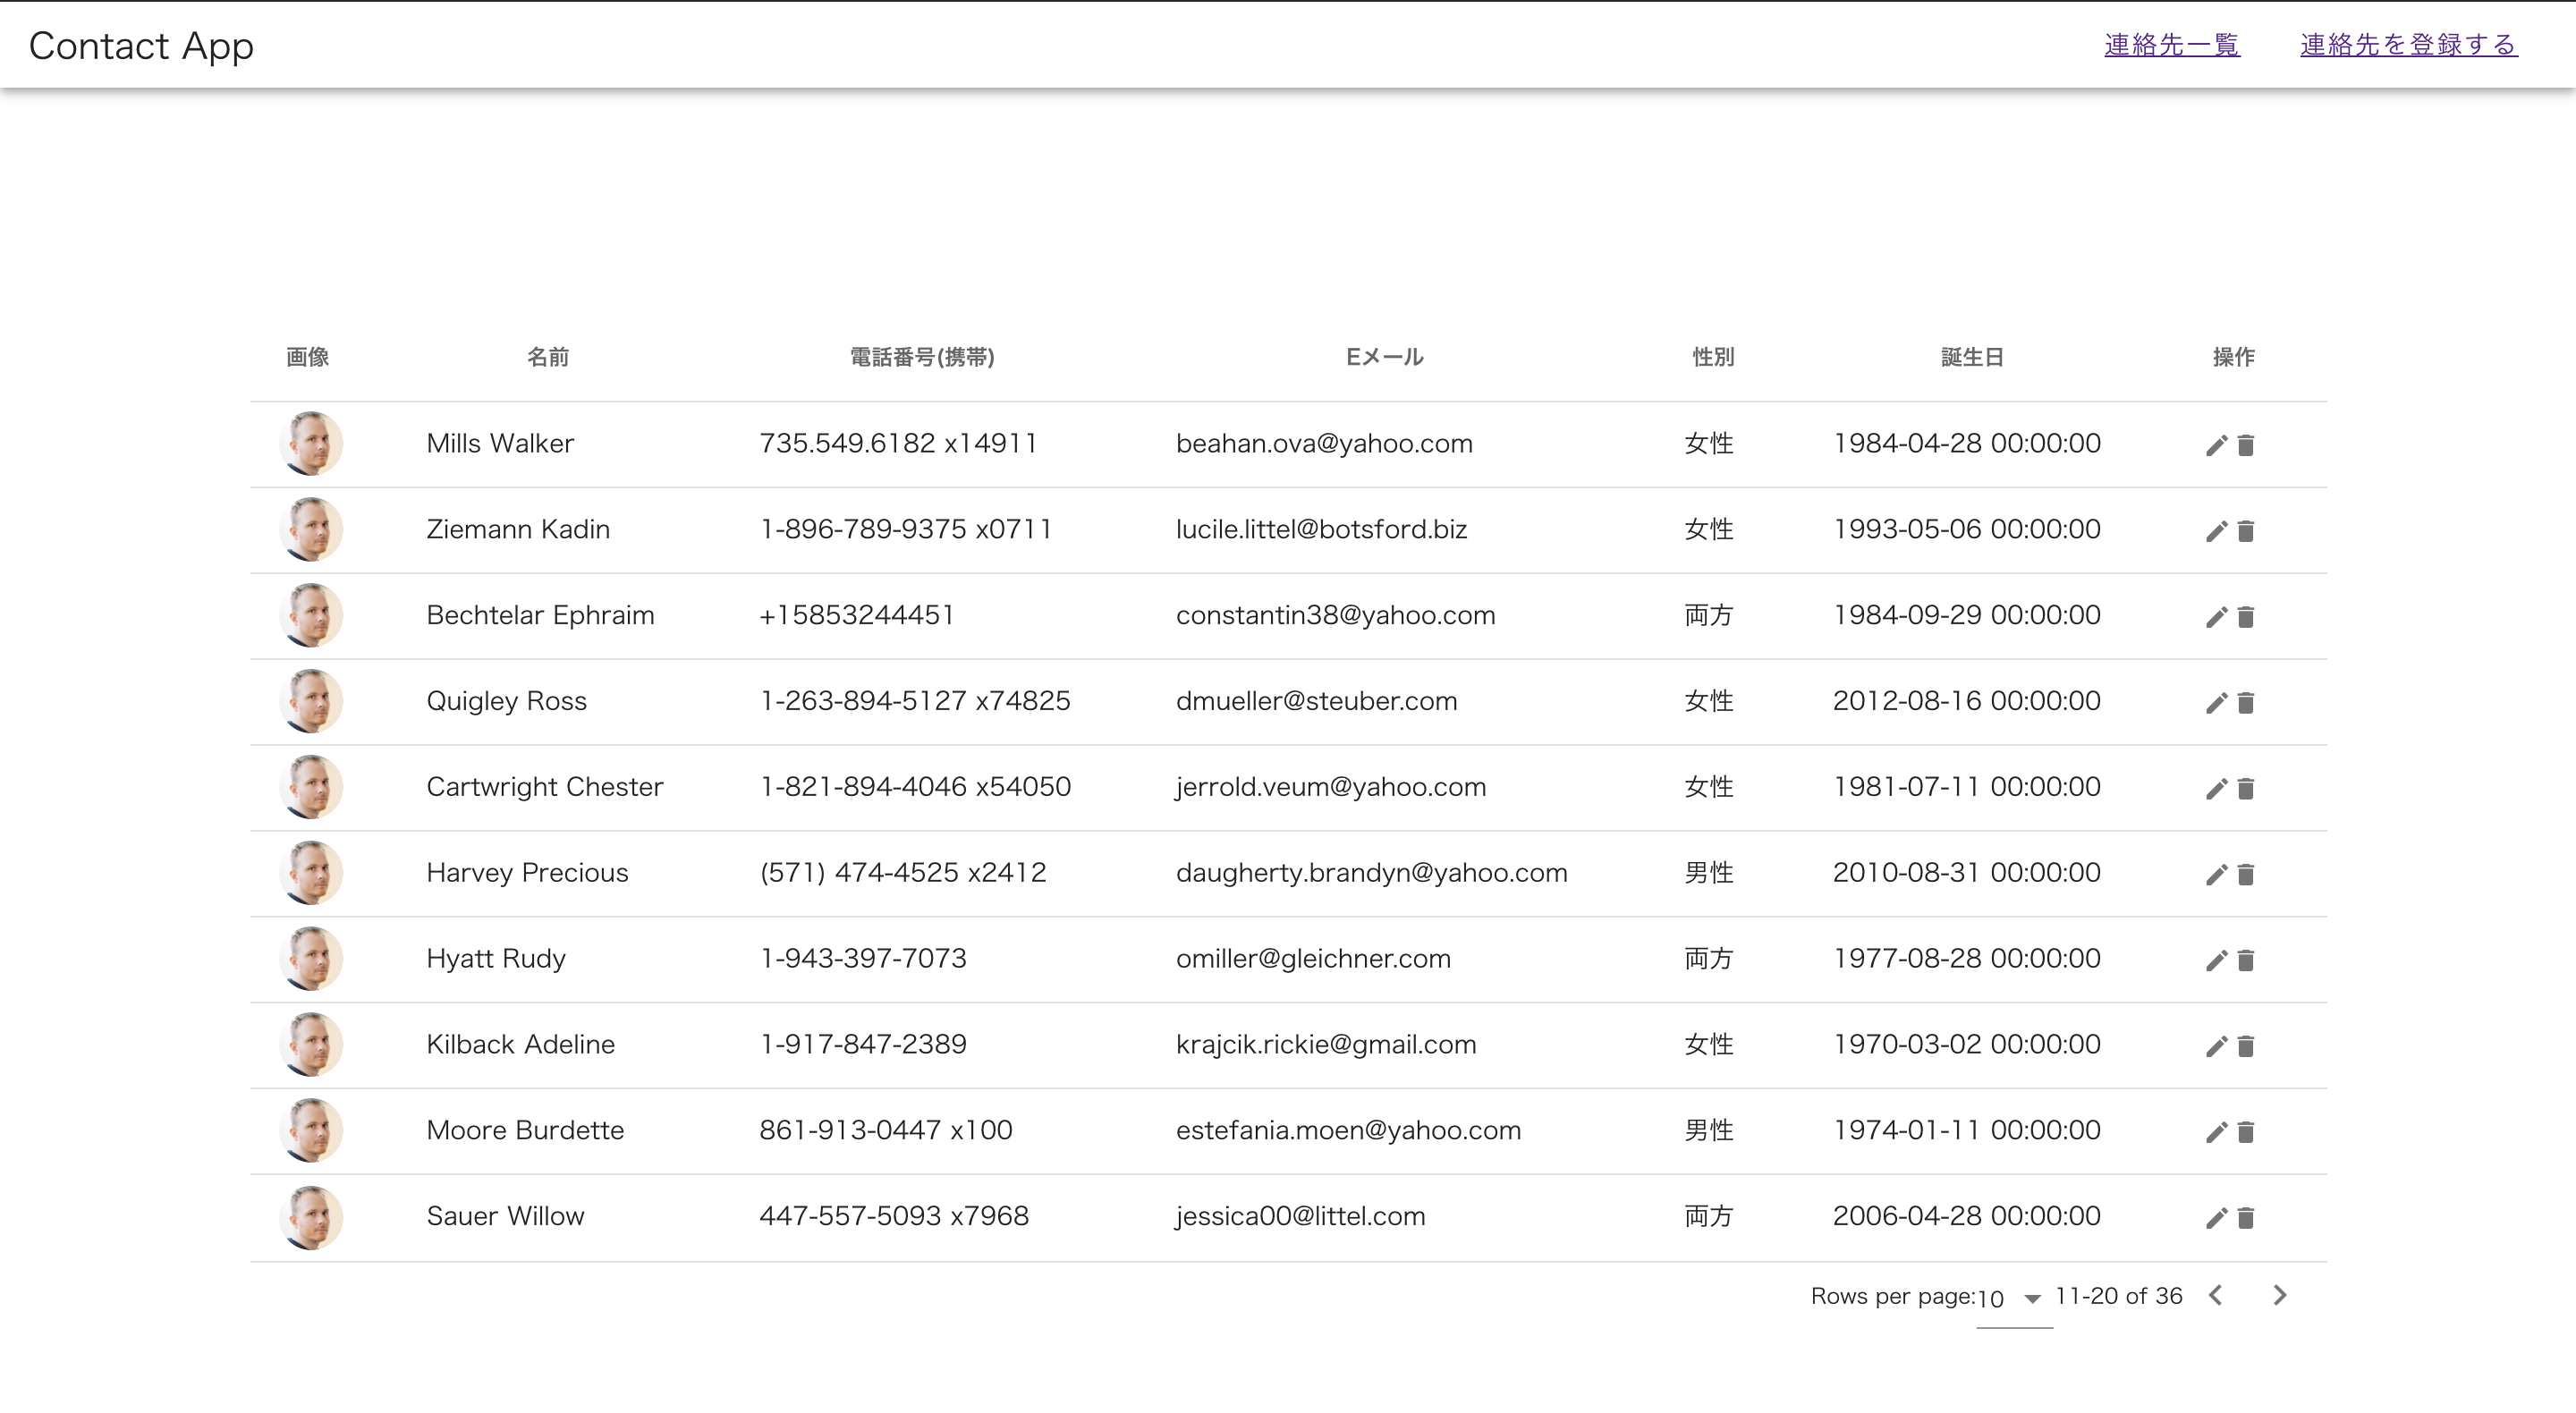 Contact App 連絡先一覧 連絡先を登録する
画像 名前 電話番号(携帯) Eメール 性別 誕生日 操作
Mills Walker 735.549.6182 x14911 beahan.ova@yahoo.com 女性 1984-04-28 00:00:00
Ziemann Kadin 1-896-789-9375 x0711 lucile.littel@botsford.biz 女性 1993-05-06 00:00:00
Bechtelar Ephraim +15853244451 constantin38@yahoo.com 両方 1984-09-29 00:00:00
Quigley Ross 1-263-894-5127 x74825 dmueller@steuber.com 女性 2012-08-16 00:00:00
Cartwright Chester 1-821-894-4046 x54050 jerrold.veum@yahoo.com 女性 1981-07-11 00:00:00
Harvey Precious (571) 474-4525 x2412 daugherty.brandyn@yahoo.com 男性 2010-08-31 00:00:00
Hyatt Rudy 1-943-397-7073 omiller@gleichner.com 両方 1977-08-28 00:00:00
Kilback Adeline 1-917-847-2389 krajcik.rickie@gmail.com 女性 1970-03-02 00:00:00
Moore Burdette 861-913-0447 x100 estefania.moen@yahoo.com 男性 1974-01-11 00:00:00
Sauer Willow 447-557-5093 x7968 jessica00@littel.com 両方 2006-04-28 00:00:00
Rows per page: 10 11-20 of 36